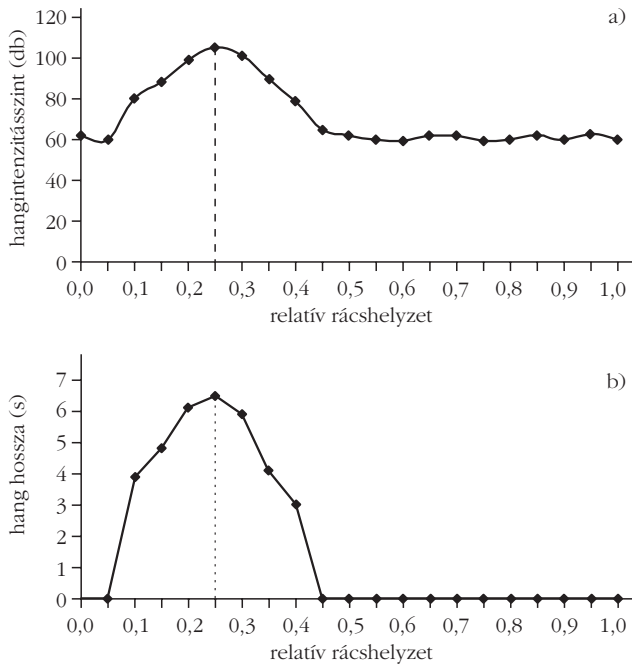 a)
hangintenzitásszint (db)
120
100
80
60
40
20
0
0,0 0,1 0,2 0,3 0,4 0,5 0,6 0,7 0,8 0,9 1,0
relatív rácshelyzet
b)
hang hossza (s)
7
6
5
4
3
2
1
0
0,0 0,1 0,2 0,3 0,4 0,5 0,6 0,7 0,8 0,9 1,0
relatív rácshelyzet